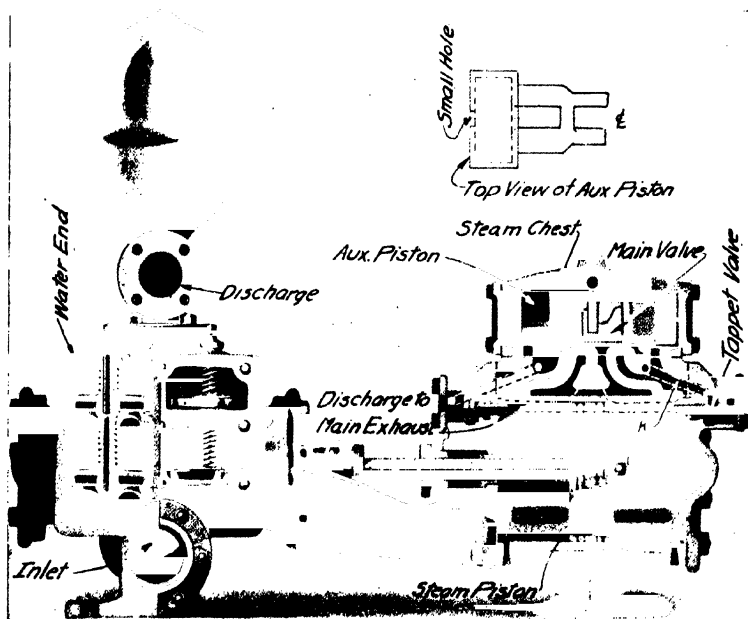 Small Hole
℄
Top View of Aux Piston
Steam Chest
Aux. Piston
Main Valve
Tappet Valve
Water End
Discharge
Discharge to
Main Exhaust
K
Inlet
Steam Piston